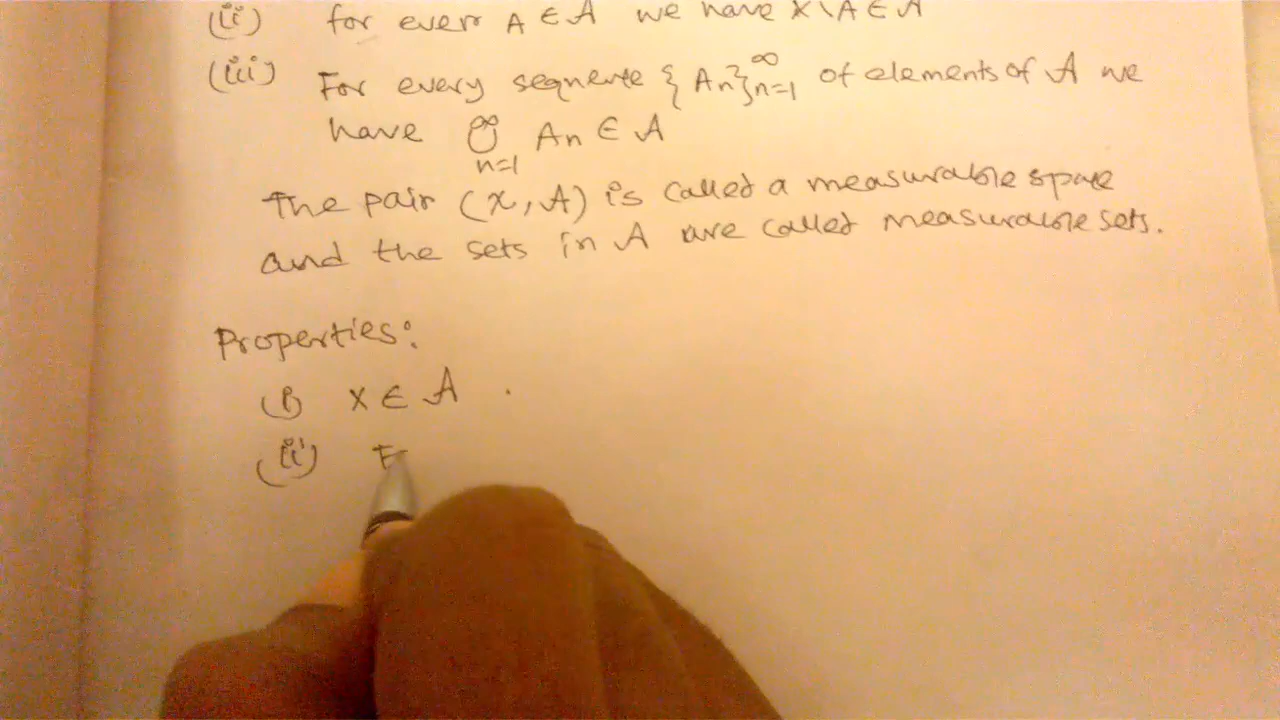 (ii) for everr A ∈ 𝒜 we have X \ A ∈ 𝒜
(iii) For every sequence { An }∞n=1 of elements of 𝒜 we
have ∞∪n=1 An ∈ 𝒜
The pair (X, 𝒜) is called a measurable space
and the sets in 𝒜 are called measurable sets.
Properties:
(i) X ∈ 𝒜 .
(ii) F